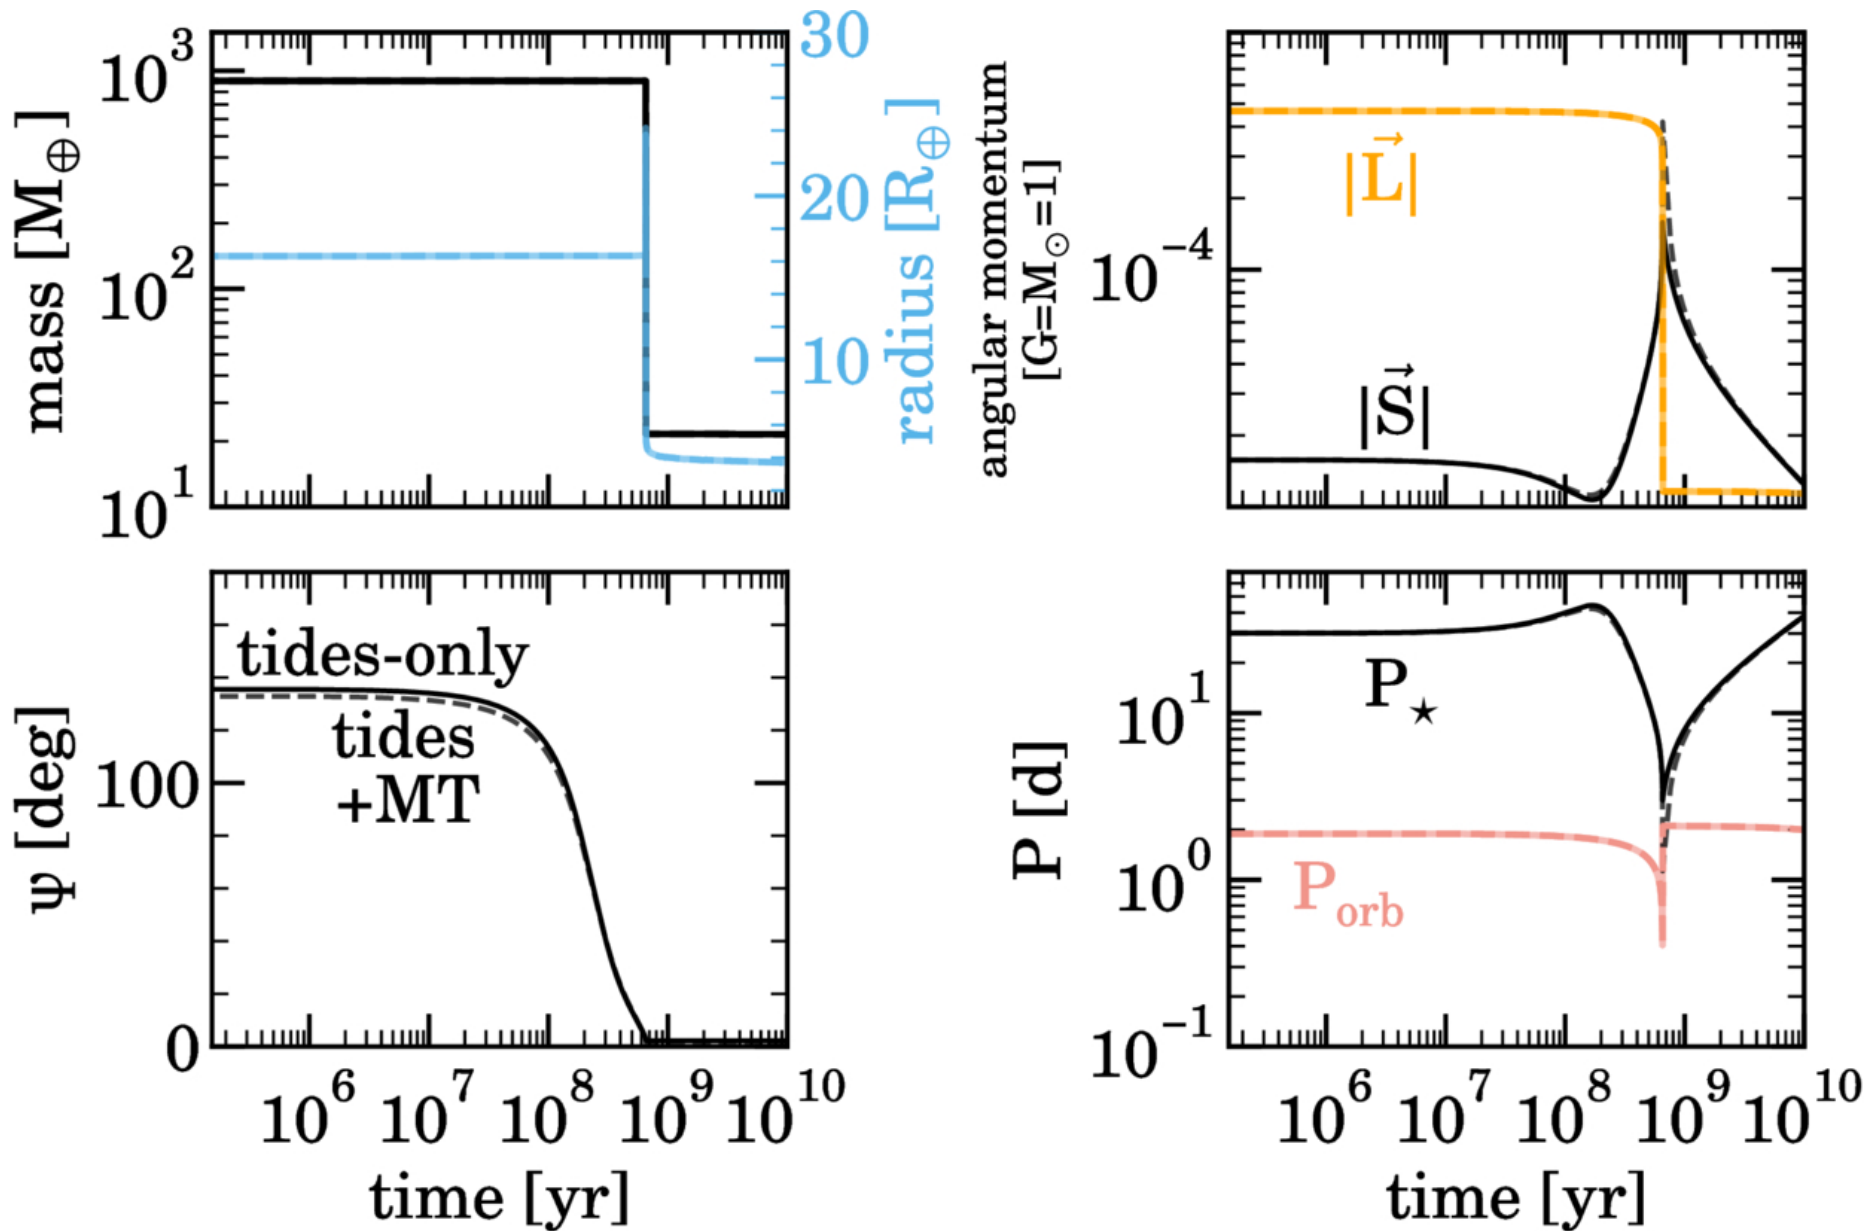 mass [M⊕]
10³
10²
10¹
30
20
10
radius [R⊕]
angular momentum
[G=M⊙=1]
10⁻⁴
|L⃗|
|S⃗|
ψ [deg]
100
0
tides-only
tides
+MT
10⁶ 10⁷ 10⁸ 10⁹ 10¹⁰
time [yr]
P [d]
10¹
10⁰
10⁻¹
P⋆
Pₒᵣb
10⁶ 10⁷ 10⁸ 10⁹ 10¹⁰
time [yr]